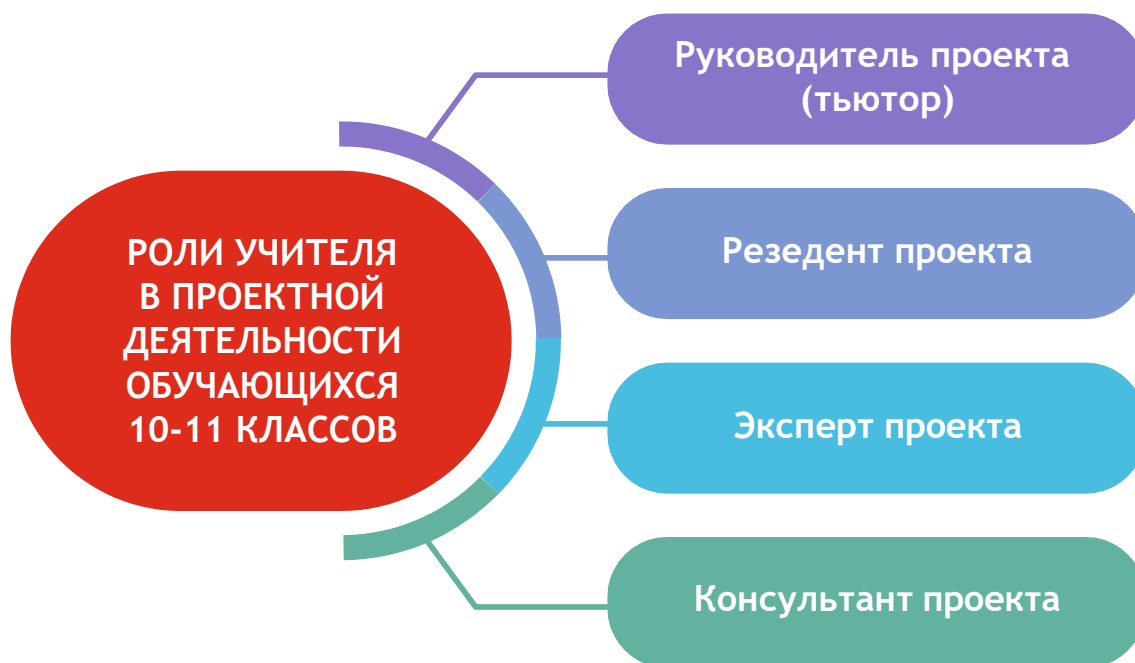 РОЛИ УЧИТЕЛЯ
В ПРОЕКТНОЙ
ДЕЯТЕЛЬНОСТИ
ОБУЧАЮЩИХСЯ
10-11 КЛАССОВ
Руководитель проекта
(тьютор)
Резедент проекта
Эксперт проекта
Консультант проекта